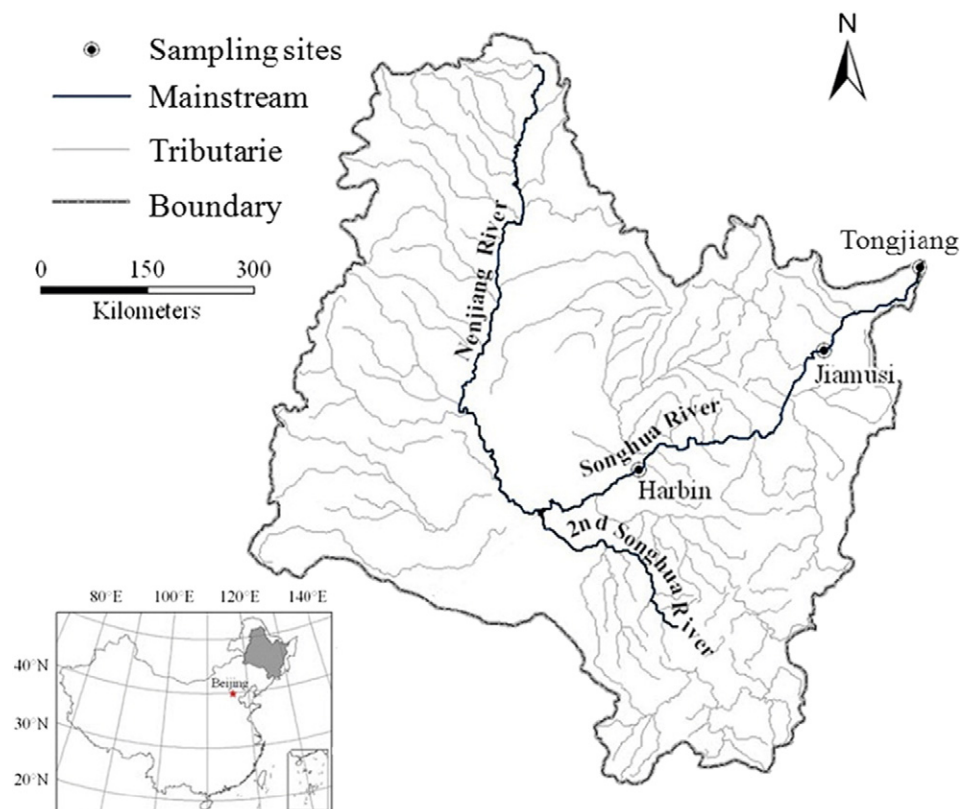 N
Sampling sites
Mainstream
Tributarie
Boundary
0 150 300
Kilometers
Tongjiang
Nenjiang River
Jiamusi
Songhua River
Harbin
2nd Songhua River
80°E 100°E 120°E 140°E
40°N
Beijing
30°N
20°N